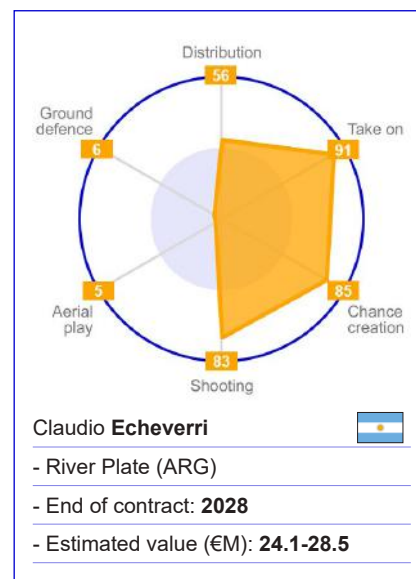 Distribution
56
Ground
defence
6
Take on
91
5
Aerial
play
85
Chance
creation
83
Shooting
Claudio Echeverri
- River Plate (ARG)
- End of contract: 2028
- Estimated value (€M): 24.1-28.5